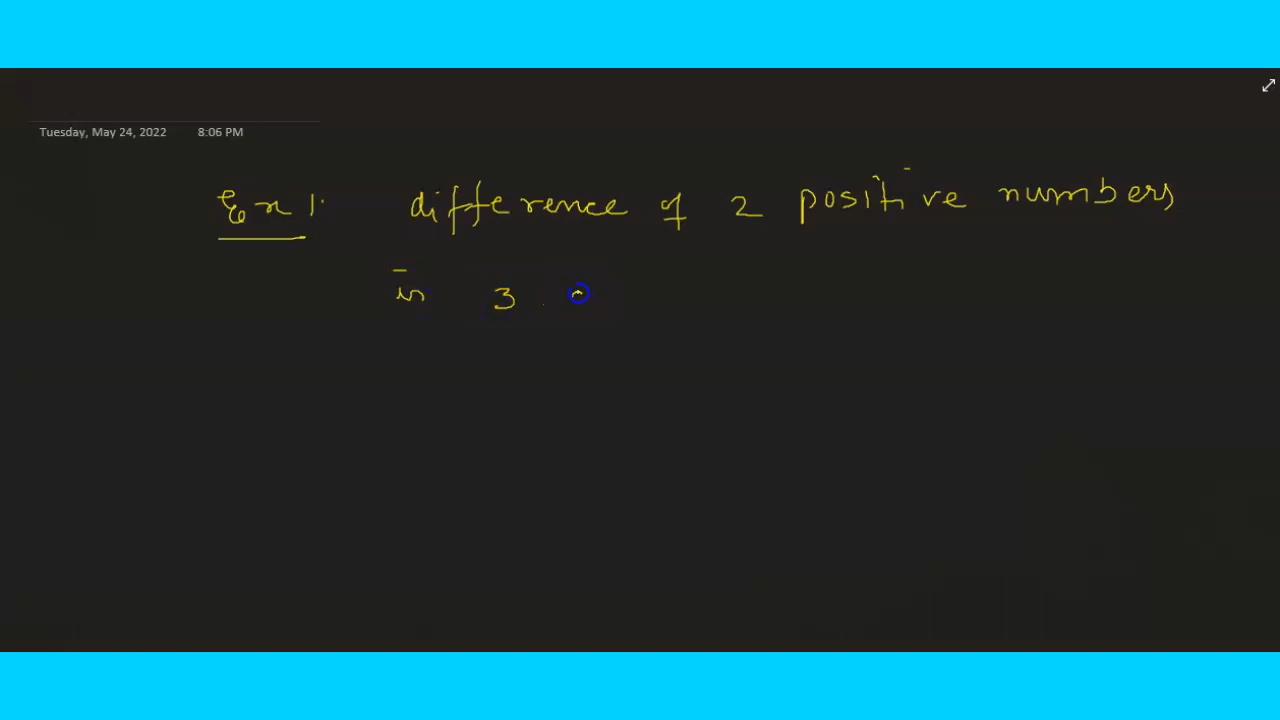 Tuesday, May 24, 2022 8:06 PM
Ex 1. difference of 2 positive numbers
is 3.